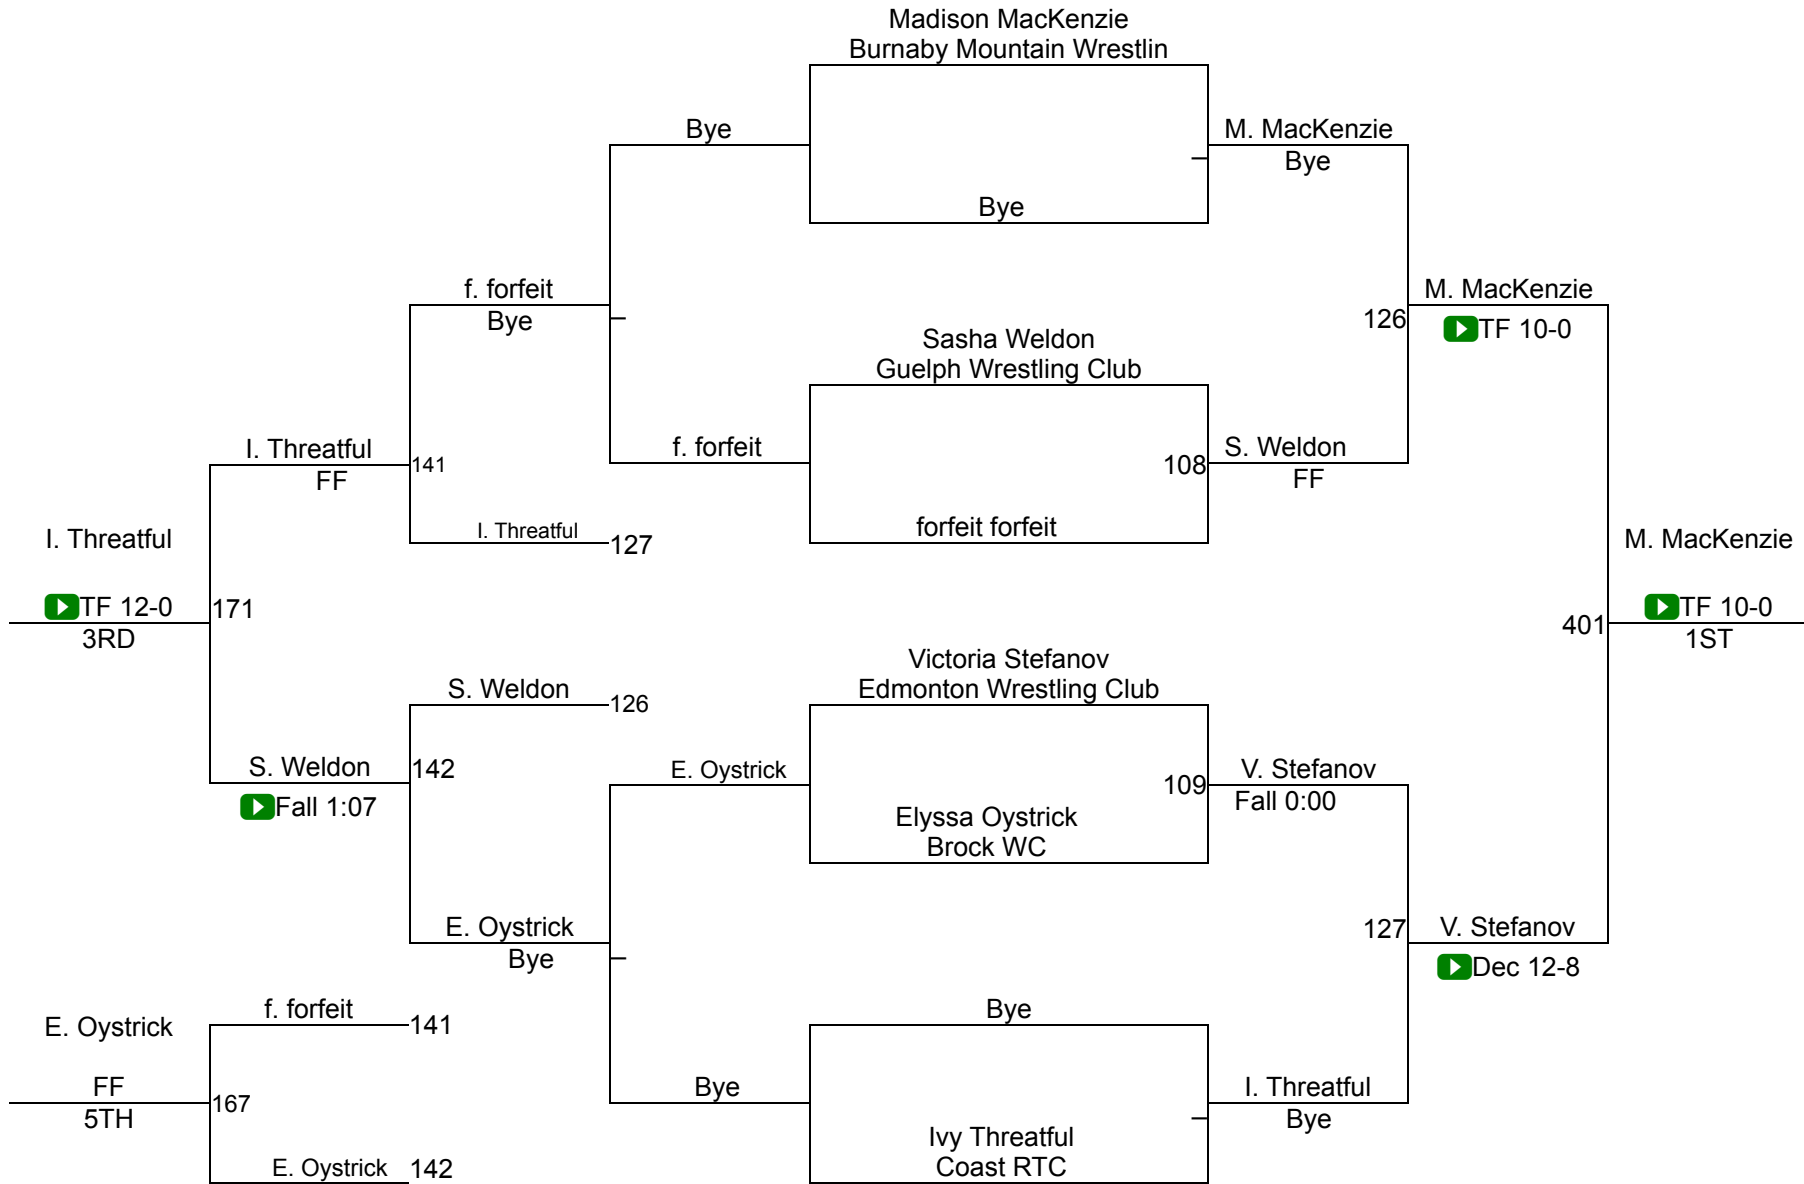 Madison MacKenzie
Burnaby Mountain Wrestlin
Bye
M. MacKenzie
Bye
Bye
f. forfeit
Bye
M. MacKenzie
126
TF 10-0
Sasha Weldon
Guelph Wrestling Club
I. Threatful
141
FF
f. forfeit
108
S. Weldon
FF
I. Threatful
127
forfeit forfeit
I. Threatful
M. MacKenzie
TF 12-0
171
3RD
401
TF 10-0
1ST
Victoria Stefanov
Edmonton Wrestling Club
S. Weldon
126
S. Weldon
142
Fall 1:07
E. Oystrick
109
V. Stefanov
Fall 0:00
Elyssa Oystrick
Brock WC
E. Oystrick
Bye
127
V. Stefanov
Dec 12-8
f. forfeit
141
E. Oystrick
Bye
FF
167
5TH
Bye
I. Threatful
Bye
Ivy Threatful
Coast RTC
E. Oystrick
142